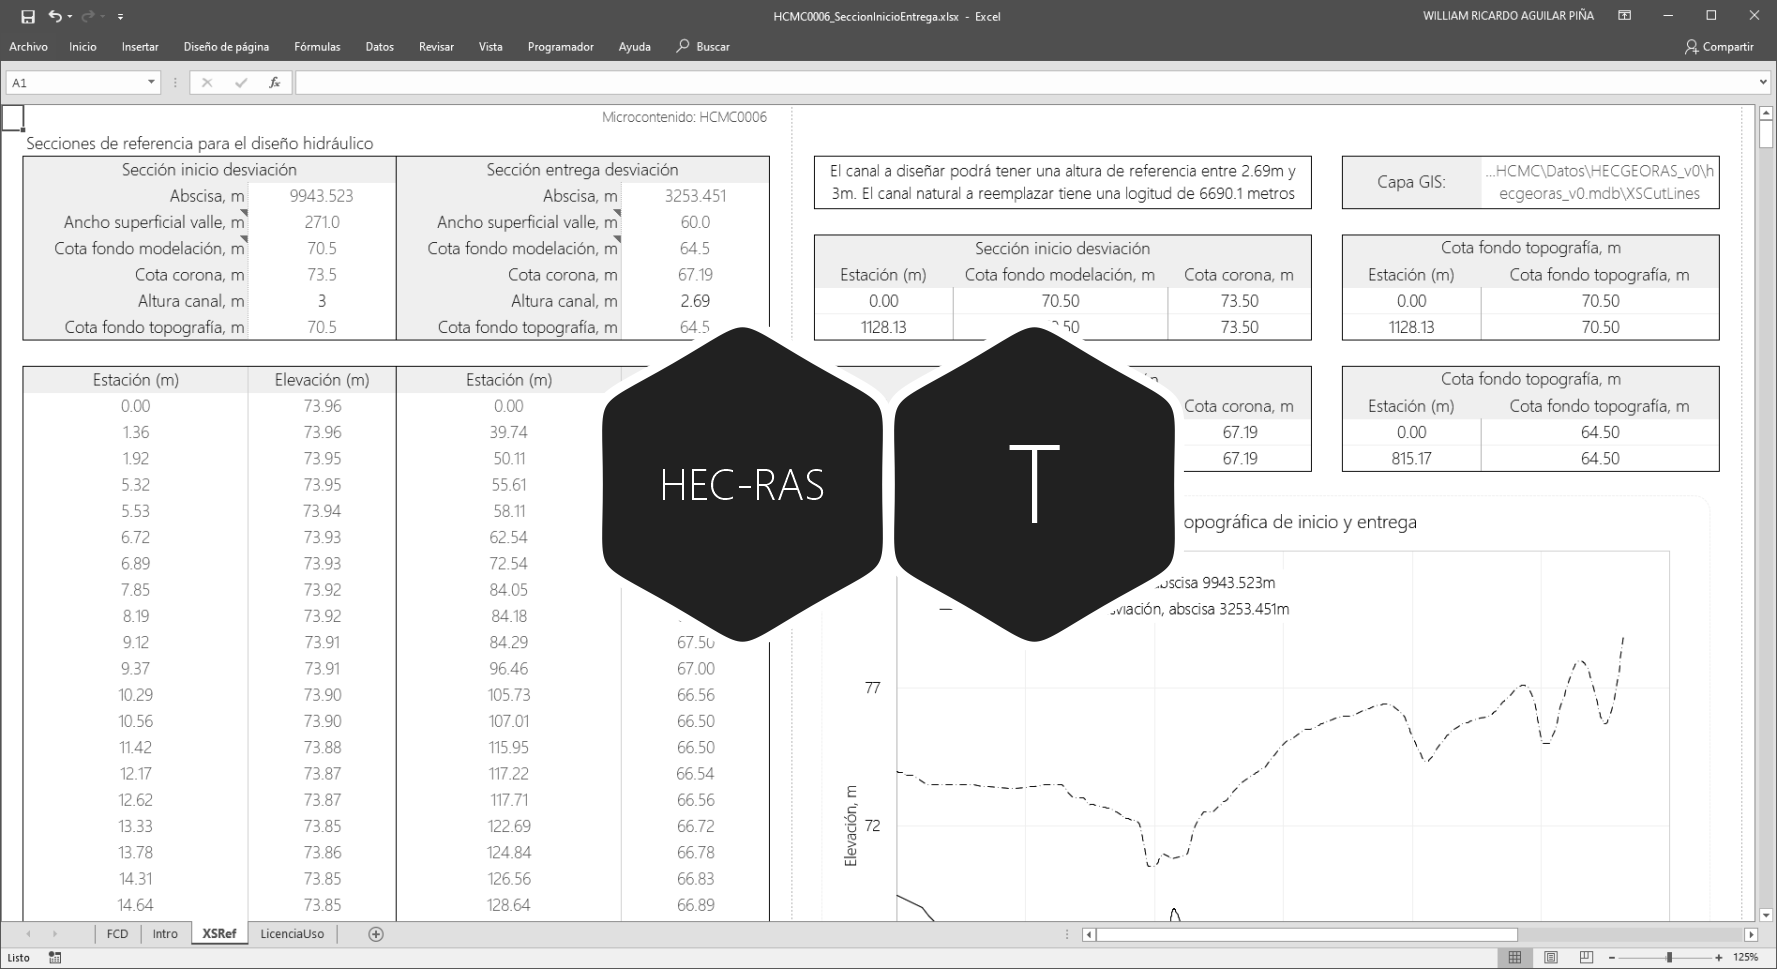 HCMC0006_SeccionInicioEntrega.xlsx - Excel
WILLIAM RICARDO AGUILAR PIÑA
Archivo Inicio Insertar Diseño de página Fórmulas Datos Revisar Vista Programador Ayuda Buscar Compartir
A1 fx
Microcontenido: HCMC0006
Secciones de referencia para el diseño hidráulico
Sección inicio desviación Sección entrega desviación
Abscisa, m 9943.523 Abscisa, m 3253.451
Ancho superficial valle, m 271.0 Ancho superficial valle, m 60.0
Cota fondo modelación, m 70.5 Cota fondo modelación, m 64.5
Cota corona, m 73.5 Cota corona, m 67.19
Altura canal, m 3 Altura canal, m 2.69
Cota fondo topografía, m 70.5 Cota fondo topografía, m 64.5
El canal a diseñar podrá tener una altura de referencia entre 2.69m y
3m. El canal natural a reemplazar tiene una logitud de 6690.1 metros
Capa GIS:
...HCMC\Datos\HECGEORAS_v0\h
ecgeoras_v0.mdb\XSCutLines
Sección inicio desviación
Estación (m) Cota fondo modelación, m Cota corona, m
0.00 70.50 73.50
1128.13 73.50
Cota fondo topografía, m
Estación (m) Cota fondo topografía, m
0.00 70.50
1128.13 70.50
Cota corona, m
67.19
67.19
Cota fondo topografía, m
Estación (m) Cota fondo topografía, m
0.00 64.50
815.17 64.50
Estación (m) Elevación (m) Estación (m)
0.00 73.96 0.00
1.36 73.96 39.74
1.92 73.95 50.11
5.32 73.95 55.61
5.53 73.94 58.11
6.72 73.93 62.54
6.89 73.93 72.54
7.85 73.92 84.05
8.19 73.92 84.18
9.12 73.91 84.29 67.50
9.37 73.91 96.46 67.00
10.29 73.90 105.73 66.56
10.56 73.90 107.01 66.50
11.42 73.88 115.95 66.50
12.17 73.87 117.22 66.54
12.62 73.87 117.71 66.56
13.33 73.85 122.69 66.72
13.78 73.86 124.84 66.78
14.31 73.85 126.56 66.83
14.64 73.85 128.64 66.89
HEC-RAS
T
opográfica de inicio y entrega
abscisa 9943.523m
abscisa 3253.451m
77
72
Elevación, m
FCD Intro XSRef LicenciaUso
Listo
125%